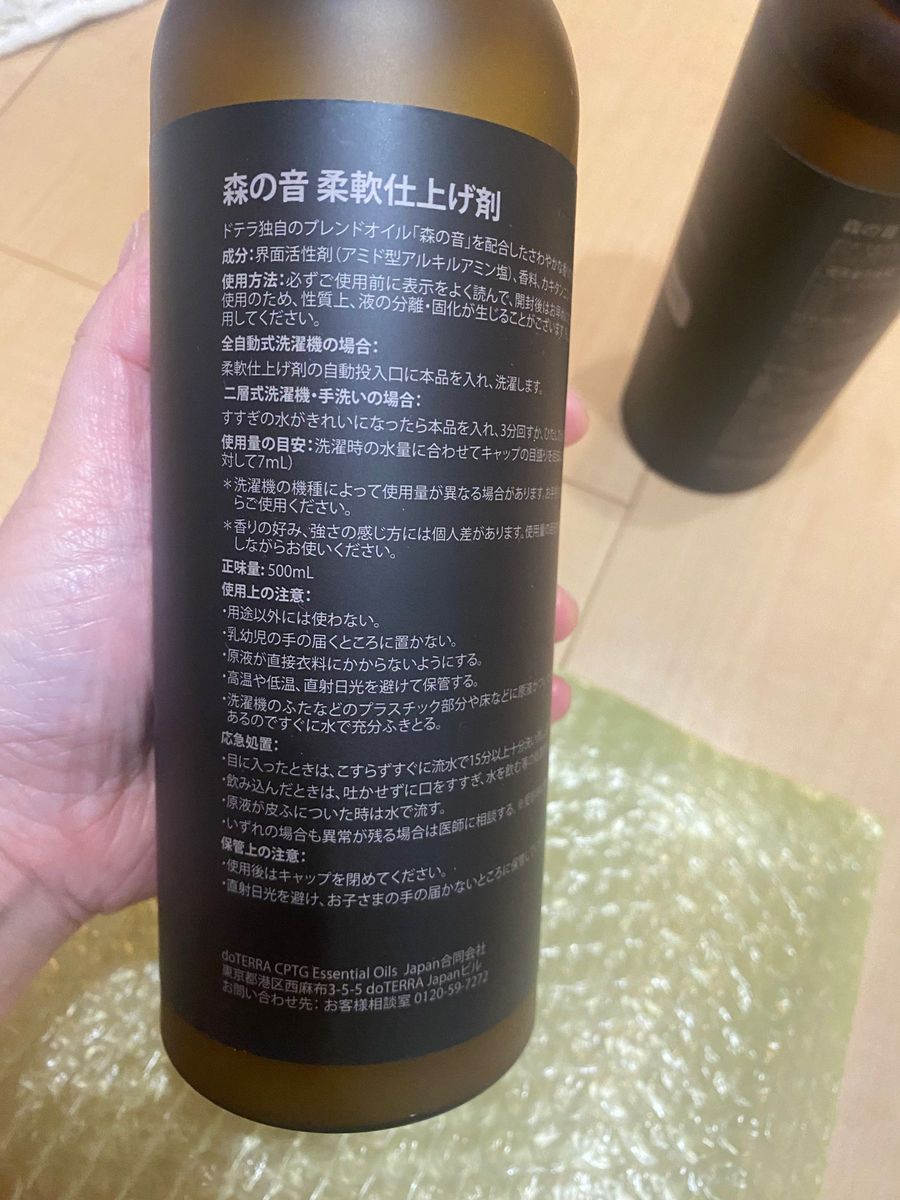 森の音 柔軟仕上げ剤
ドテラ独自のブレンドオイル「森の音」を配合したさわやかな
成分：界面活性剤（アミド型アルキルアミン塩）、香料、カキタンニ
使用方法：必ずご使用前に表示をよく読んで、開封後はお早め
使用のため、性質上、液の分離・固化が生じることがございます
用してください。
全自動式洗濯機の場合：
柔軟仕上げ剤の自動投入口に本品を入れ、洗濯します。
二層式洗濯機・手洗いの場合：
すすぎの水がきれいになったら本品を入れ、3分回すか、ひたし
使用量の目安：洗濯時の水量に合わせてキャップの目盛りを
対して7mL）
＊洗濯機の機種によって使用量が異なる場合があります。
らご使用ください。
＊香りの好み、強さの感じ方には個人差があります。使用量の
しながらお使いください。
正味量：500mL
使用上の注意：
・用途以外には使わない。
・乳幼児の手の届くところに置かない。
・原液が直接衣料にかからないようにする。
・高温や低温、直射日光を避けて保管する。
・洗濯機のふたなどのプラスチック部分や床などに原液が
あるのですぐに水で充分ふきとる。
応急処置：
・目に入ったときは、こすらずすぐに流水で15分以上十分洗い
・飲み込んだときは、吐かせずに口をすすぎ、水を飲む等の
・原液が皮ふについた時は水で流す。
・いずれの場合も異常が残る場合は医師に相談する。
保管上の注意：
・使用後はキャップを閉めてください。
・直射日光を避け、お子さまの手の届かないところに保管
doTERRA CPTG Essential Oils Japan合同会社
東京都港区西麻布3-5-5 doTERRA Japanビル
お問い合わせ先： お客様相談室 0120-59-7272
森の音